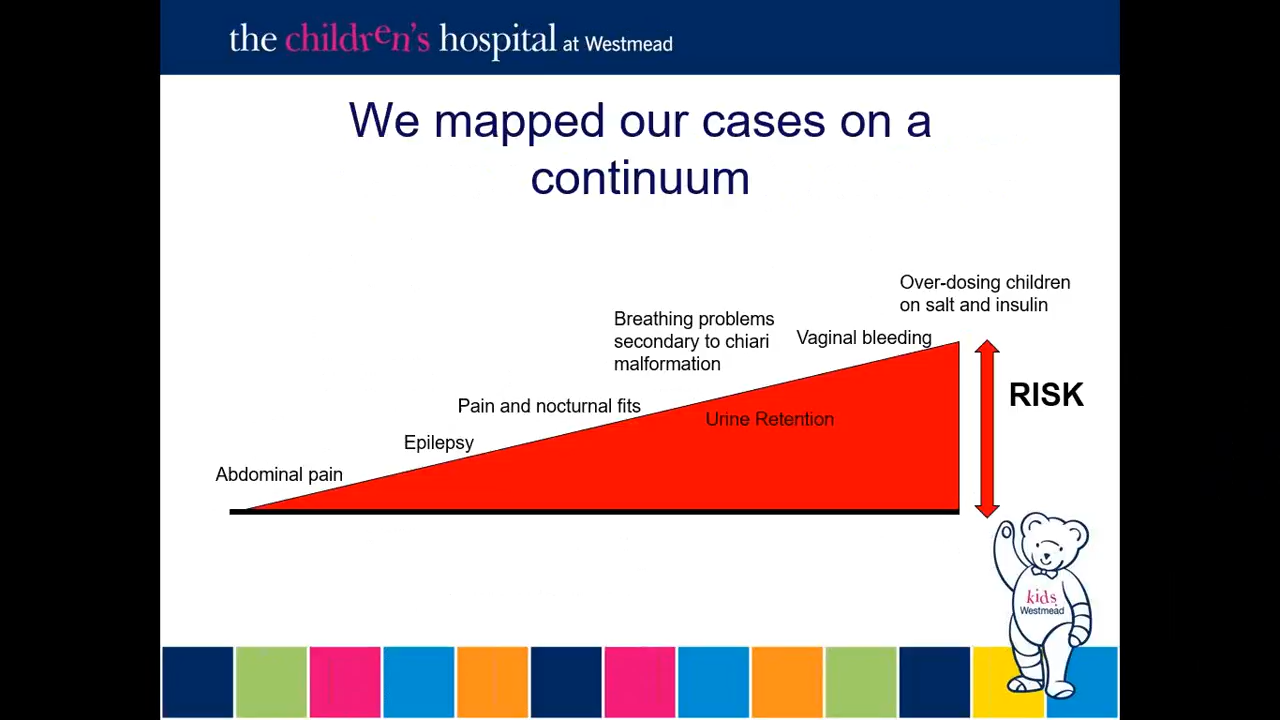 the children's hospital at Westmead
We mapped our cases on a
continuum
Over-dosing children
on salt and insulin
Breathing problems
secondary to chiari
malformation
Vaginal bleeding
RISK
Pain and nocturnal fits
Urine Retention
Epilepsy
Abdominal pain
kids
Westmead